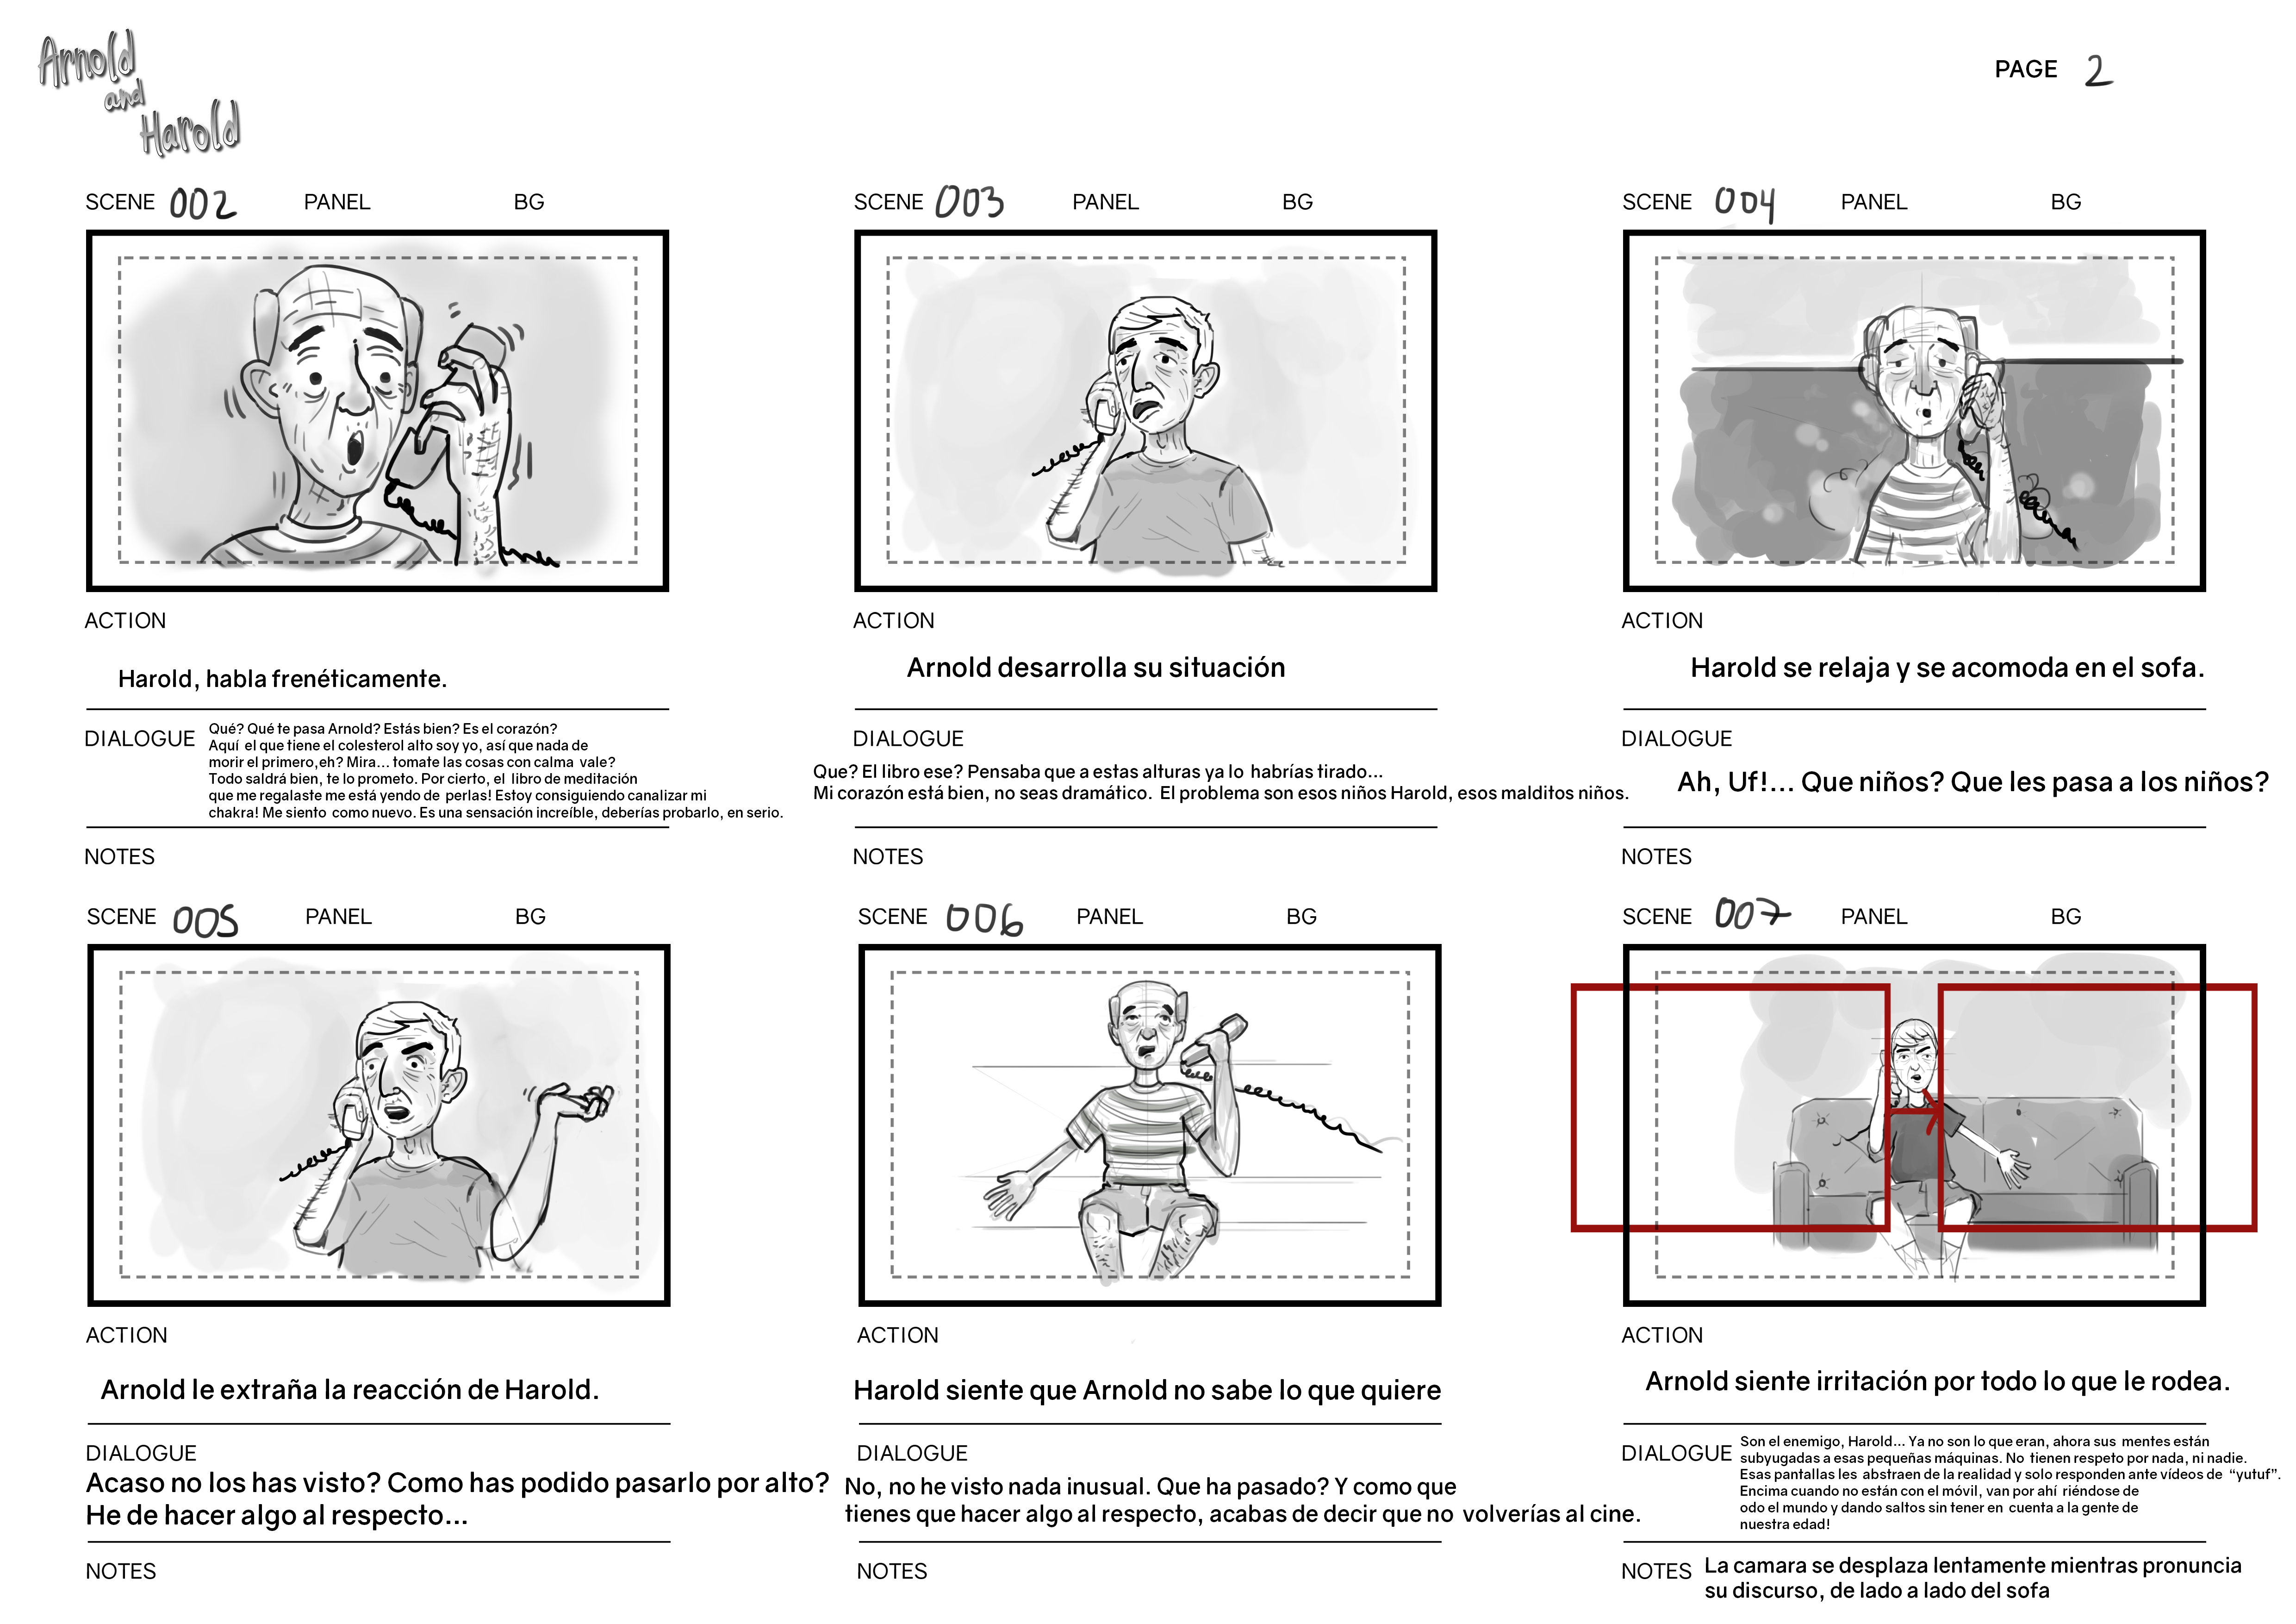 Arnold
and
Harold
PAGE 2
SCENE 002 PANEL BG
ACTION
Harold, habla frenéticamente.
DIALOGUE
Qué? Qué te pasa Arnold? Estás bien? Es el corazón?
Aquí el que tiene el colesterol alto soy yo, así que nada de
morir el primero,eh? Mira... tomate las cosas con calma vale?
Todo saldrá bien, te lo prometo. Por cierto, el libro de meditación
que me regalaste me está yendo de perlas! Estoy consiguiendo canalizar mi
chakra! Me siento como nuevo. Es una sensación increíble, deberías probarlo, en serio.
NOTES
SCENE 003 PANEL BG
ACTION
Arnold desarrolla su situación
DIALOGUE
Que? El libro ese? Pensaba que a estas alturas ya lo habrías tirado...
Mi corazón está bien, no seas dramático. El problema son esos niños Harold, esos malditos niños.
NOTES
SCENE 004 PANEL BG
ACTION
Harold se relaja y se acomoda en el sofa.
DIALOGUE
Ah, Uf!... Que niños? Que les pasa a los niños?
NOTES
SCENE 005 PANEL BG
ACTION
Arnold le extraña la reacción de Harold.
DIALOGUE
Acaso no los has visto? Como has podido pasarlo por alto?
He de hacer algo al respecto...
NOTES
SCENE 006 PANEL BG
ACTION
Harold siente que Arnold no sabe lo que quiere
DIALOGUE
No, no he visto nada inusual. Que ha pasado? Y como que
tienes que hacer algo al respecto, acabas de decir que no volverías al cine.
NOTES
SCENE 007 PANEL BG
ACTION
Arnold siente irritación por todo lo que le rodea.
DIALOGUE
Son el enemigo, Harold... Ya no son lo que eran, ahora sus mentes están
subyugadas a esas pequeñas máquinas. No tienen respeto por nada, ni nadie.
Esas pantallas les abstraen de la realidad y solo responden ante vídeos de “yutuf”.
Encima cuando no están con el móvil, van por ahí riéndose de
odo el mundo y dando saltos sin tener en cuenta a la gente de
nuestra edad!
NOTES
La camara se desplaza lentamente mientras pronuncia
su discurso, de lado a lado del sofa